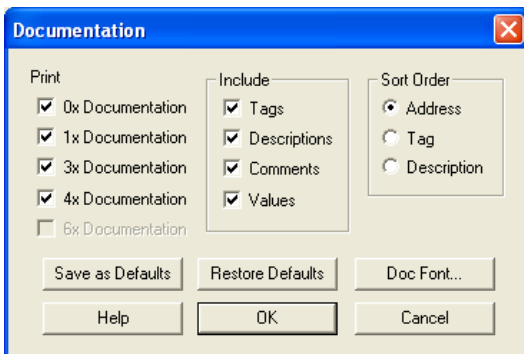 Documentation
Print
0x Documentation
1x Documentation
3x Documentation
4x Documentation
6x Documentation
Include
Tags
Descriptions
Comments
Values
Sort Order
Address
Tag
Description
Save as Defaults
Restore Defaults
Doc Font...
Help
OK
Cancel